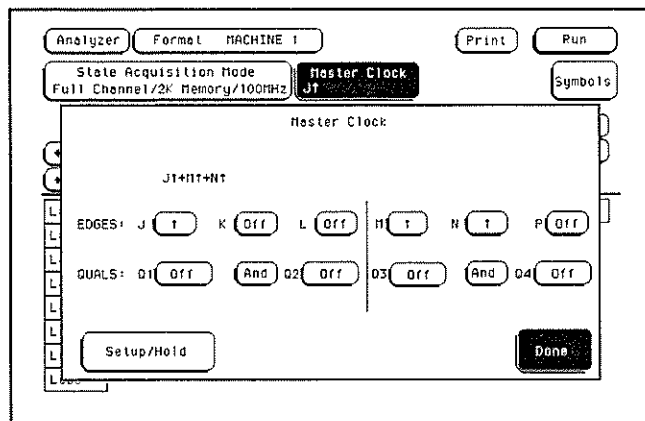 Analyzer Format MACHINE 1 Print Run
State Acquisition Mode
Full Channel/2K Memory/100MHz
Master Clock
J↑
Symbols
Master Clock
J↑+M↑+N↑
EDGES: J ↑ K Off L Off M ↑ N ↑ P Off
QUALS: Q1 Off And Q2 Off Q3 Off And Q4 Off
Setup/Hold Done